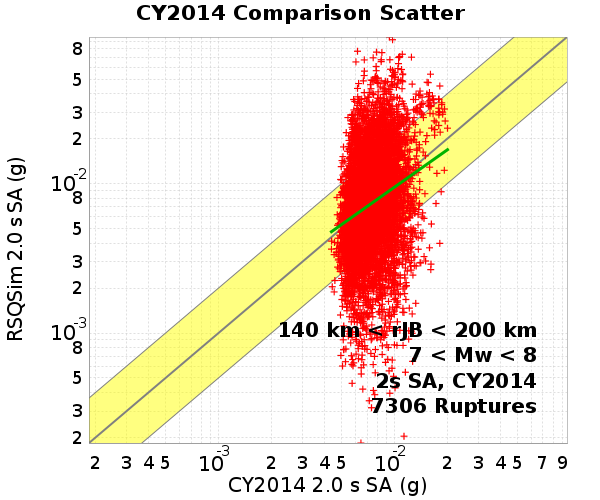 CY2014 Comparison Scatter
RSQSim 2.0 s SA (g)
8
5
3
2
10-2
8
5
3
2
10-3
8
5
3
2
140 km < rJB < 200 km
7 < Mw < 8
2s SA, CY2014
7306 Ruptures
2 3 4 5 10-3 2 3 4 5 10-2 2 3 4 5 7 9
CY2014 2.0 s SA (g)